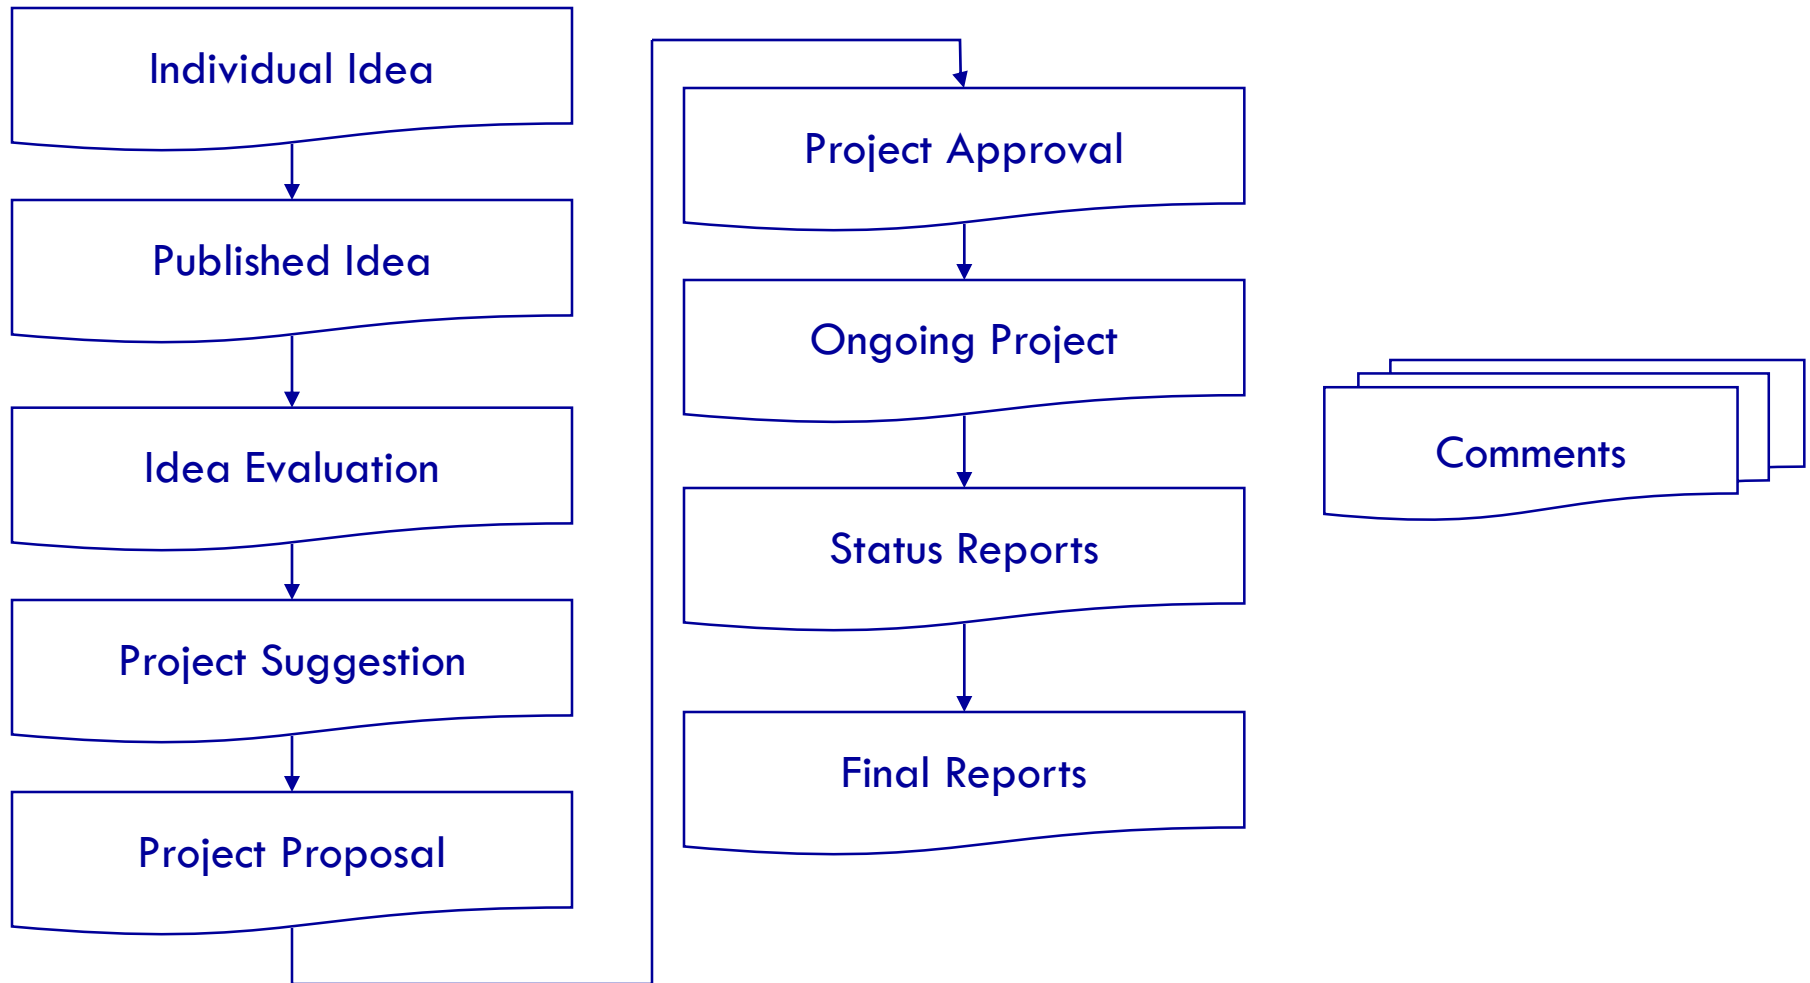 Individual Idea
Published Idea
Idea Evaluation
Project Suggestion
Project Proposal
Project Approval
Ongoing Project
Status Reports
Final Reports
Comments